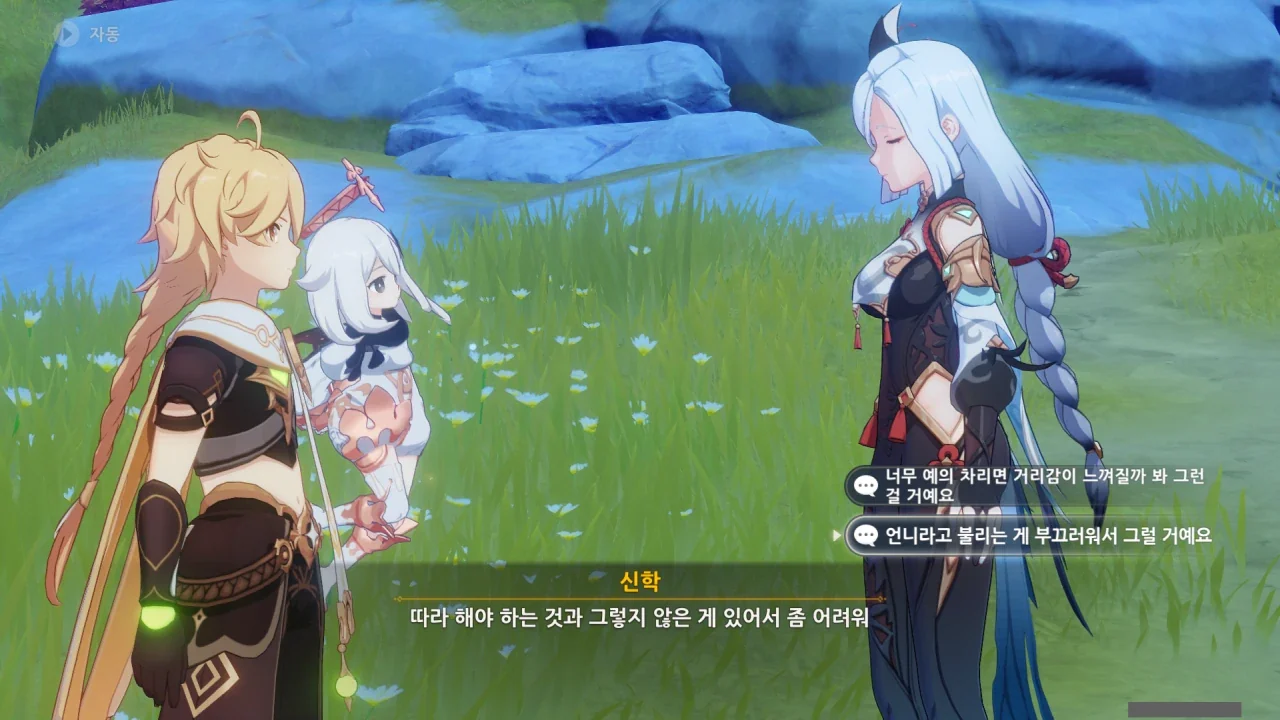 자동
너무 예의 차리면 거리감이 느껴질까 봐 그런
걸 거예요
언니라고 불리는 게 부끄러워서 그럴 거예요
신학
따라 해야 하는 것과 그렇지 않은 게 있어서 좀 어려워